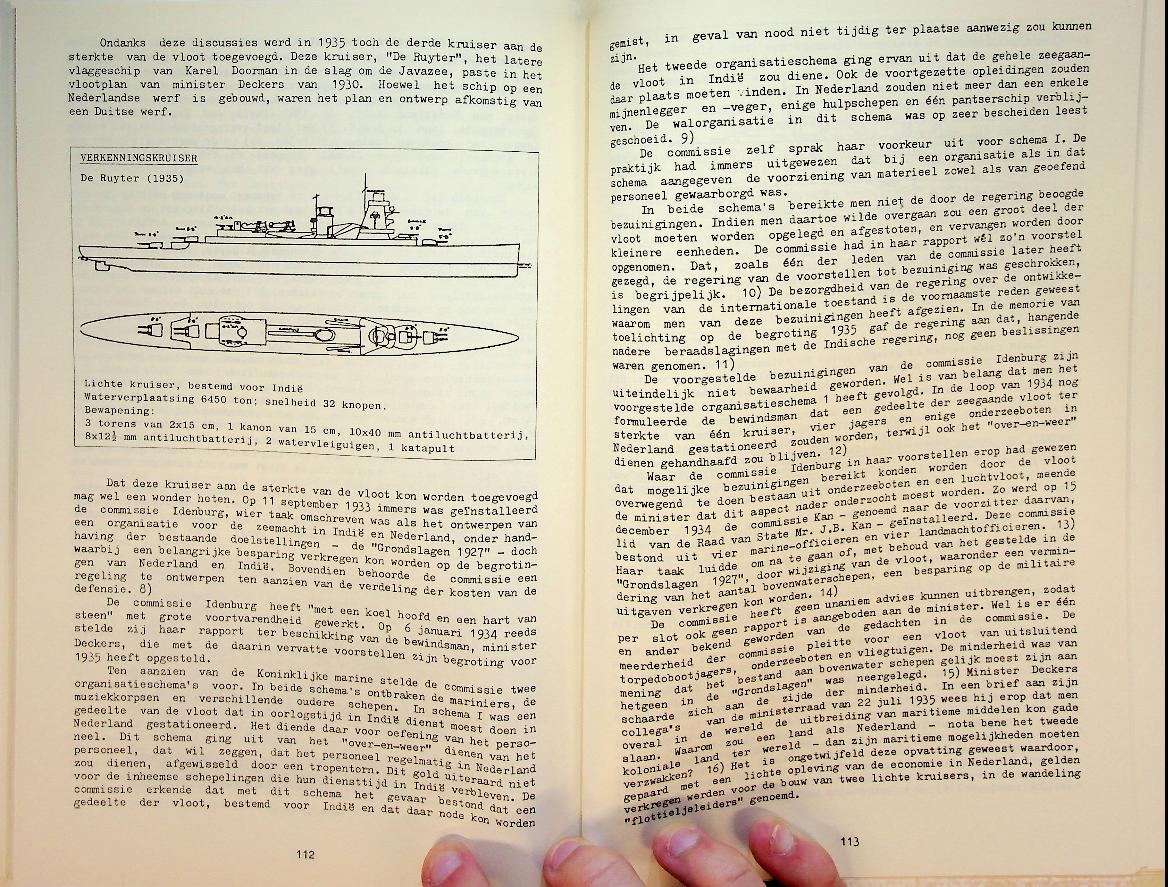 Ondanks deze discussies werd in 1935 toch de derde kruiser aan de
sterkte van de vloot toegevoegd. Deze kruiser, "De Ruyter", het latere
vlaggeschip van Karel Doorman in de slag om de Javazee, paste in het
vlootplan van minister Deckers van 1930. Hoewel het schip op een
Nederlandse werf is gebouwd, waren het plan en ontwerp afkomstig van
een Duitse werf.
VERKENNINGSKRUISER
De Ruyter (1935)
Lichte kruiser, bestemd voor Indië
Waterverplaatsing 6450 ton; snelheid 32 knopen.
Bewapening:
3 torens van 2x15 cm, 1 kanon van 15 cm, 10x40 mm antiluchtbatterij,
8x12½ mm antiluchtbatterij, 2 watervleiguigen, 1 katapult
Dat deze kruiser aan de sterkte van de vloot kon worden toegevoegd
mag wel een wonder heten. Op 11 september 1933 immers was geïnstalleerd
de commissie Idenburg, wier taak omschreven was als het ontwerpen van
een organisatie voor de zeemacht in Indië en Nederland, onder hand-
having der bestaande doelstellingen - de "Grondslagen 1927" - doch
waarbij een belangrijke besparing verkregen kon worden op de begrotin-
gen van Nederland en Indië. Bovendien behoorde de commissie een
regeling te ontwerpen ten aanzien van de verdeling der kosten van de
defensie. 8)
De commissie Idenburg heeft "met een koel hoofd en een hart van
steen" met grote voortvarendheid gewerkt. Op 6 januari 1934 reeds
stelde zij haar rapport ter beschikking van de bewindsman, minister
Deckers, die met de daarin vervatte voorstellen zijn begroting voor
1935 heeft opgesteld.
Ten aanzien van de Koninklijke marine stelde de commissie twee
organisatieschema's voor. In beide schema's ontbraken de mariniers, de
muziekkorpsen en verschillende oudere schepen. In schema I was een
gedeelte van de vloot dat in oorlogstijd in Indië dienst moest doen in
Nederland gestationeerd. Het diende daar voor oefening van het perso-
neel. Dit schema ging uit van het "over-en-weer" dienen van het
personeel, dat wil zeggen, dat het personeel regelmatig in Nederland
zou dienen, afgewisseld door een tropentorn. Dit gold uiteraard niet
voor de inheemse schepelingen die hun diensttijd in Indië verbleven. De
commissie erkende dat met dit schema het gevaar bestond dat een
gedeelte der vloot, bestemd voor Indië en dat daar node kon worden
112
gemist, in geval van nood niet tijdig ter plaatse aanwezig zou kunnen
zijn.
Het tweede organisatieschema ging ervan uit dat de gehele zeegaan-
de vloot in Indië zou diene. Ook de voortgezette opleidingen zouden
daar plaats moeten vinden. In Nederland zouden niet meer dan een enkele
mijnenlegger en -veger, enige hulpschepen en één pantserschip verblij-
ven. De walorganisatie in dit schema was op zeer bescheiden leest
geschoeid. 9)
De commissie zelf sprak haar voorkeur uit voor schema I. De
praktijk had immers uitgewezen dat bij een organisatie als in dat
schema aangegeven de voorziening van materieel zowel als van geoefend
personeel gewaarborgd was.
In beide schema's bereikte men niet de door de regering beoogde
bezuinigingen. Indien men daartoe wilde overgaan zou een groot deel der
vloot moeten worden opgelegd en afgestoten, en vervangen worden door
kleinere eenheden. De commissie had in haar rapport wél zo'n voorstel
opgenomen. Dat, zoals één der leden van de commissie later heeft
gezegd, de regering van de voorstellen tot bezuiniging was geschrokken,
is begrijpelijk. 10) De bezorgdheid van de regering over de ontwikke-
lingen van de internationale toestand is de voornaamste reden geweest
waarom men van deze bezuinigingen heeft afgezien. In de memorie van
toelichting op de begroting 1935 gaf de regering aan dat, hangende
nadere beraadslagingen met de Indische regering, nog geen beslissingen
waren genomen. 11)
De voorgestelde bezuinigingen van de commissie Idenburg zijn
uiteindelijk niet bewaarheid geworden. Wel is van belang dat men het
voorgestelde organisatieschema 1 heeft gevolgd. In de loop van 1934 nog
formuleerde de bewindsman dat een gedeelte der zeegaande vloot ter
sterkte van één kruiser, vier jagers en enige onderzeeboten in
Nederland gestationeerd zouden worden, terwijl ook het "over-en-weer"
dienen gehandhaafd zou blijven. 12)
Waar de commissie Idenburg in haar voorstellen erop had gewezen
dat mogelijke bezuinigingen bereikt konden worden door de vloot
overwegend te doen bestaan uit onderzeeboten en een luchtvloot, meende
de minister dat dit aspect nader onderzocht moest worden. Zo werd op 15
december 1934 de commissie Kan - genoemd naar de voorzitter daarvan,
lid van de Raad van State Mr. J.B. Kan - geïnstalleerd. Deze commissie
bestond uit vier marine-officieren en vier landmachtofficieren. 13)
Haar taak luidde om na te gaan of, met behoud van het gestelde in de
"Grondslagen 1927", door wijziging van de vloot, waaronder een vermin-
dering van het aantal bovenwaterschepen, een besparing op de militaire
uitgaven verkregen kon worden. 14)
De commissie heeft geen unaniem advies kunnen uitbrengen, zodat
per slot ook geen rapport is aangeboden aan de minister. Wel is er één
en ander bekend geworden van de gedachten in de commissie. De
meerderheid der commissie pleitte voor een vloot van uitsluitend
torpedobootjagers, onderzeeboten en vliegtuigen. De minderheid was van
mening dat het bestand aan bovenwater schepen gelijk moest zijn aan
hetgeen in de "Grondslagen" was neergelegd. 15) Minister Deckers
schaarde zich aan de zijde der minderheid. In een brief aan zijn
collega's van de ministerraad van 22 juli 1935 wees hij erop dat men
overal in de wereld de uitbreiding van maritieme middelen kon gade
slaan. Waarom zou een land als Nederland - nota bene het tweede
koloniale land ter wereld - dan zijn maritieme mogelijkheden moeten
verzwakken? 16) Het is ongetwijfeld deze opvatting geweest waardoor,
gepaard met een lichte opleving van de economie in Nederland, gelden
verkregen werden voor de bouw van twee lichte kruisers, in de wandeling
"flottieljeleiders" genoemd.
113